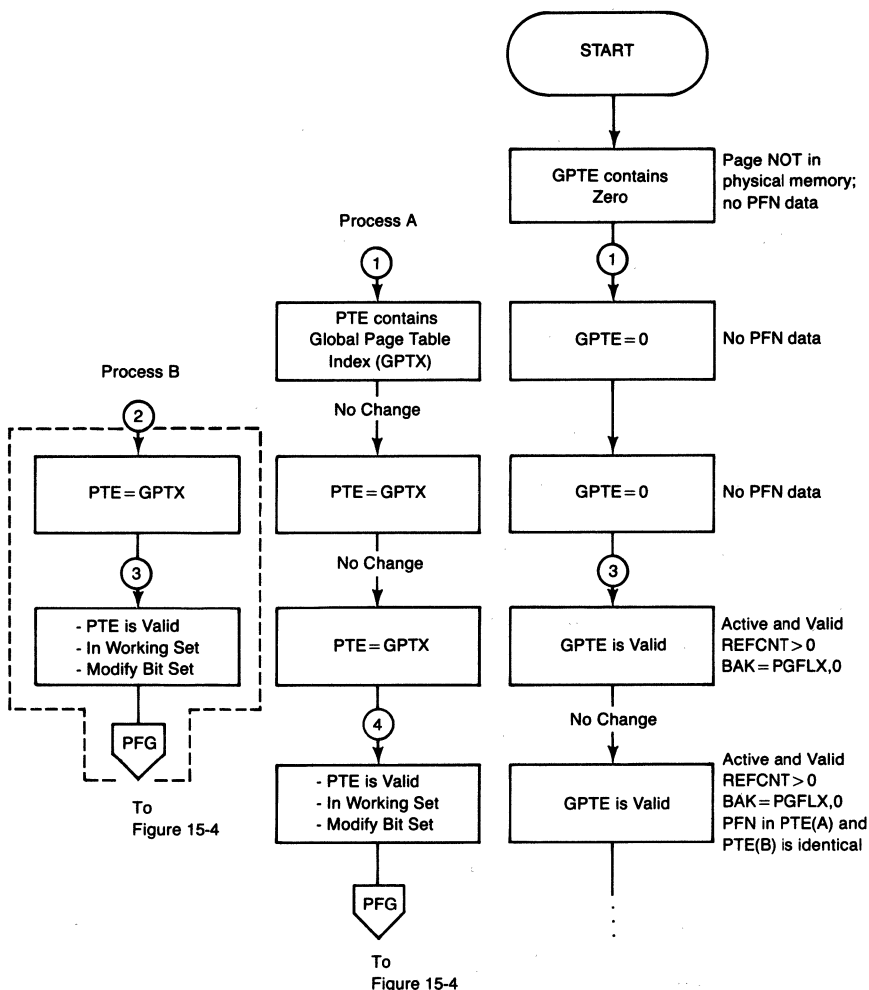 START
GPTE contains
Zero
Page NOT in
physical memory;
no PFN data
Process A
1
1
PTE contains
Global Page Table
Index (GPTX)
GPTE=0
No PFN data
Process B
No Change
2
PTE=GPTX
PTE=GPTX
GPTE=0
No PFN data
3
No Change
3
- PTE is Valid
- In Working Set
- Modify Bit Set
PTE=GPTX
GPTE is Valid
Active and Valid
REFCNT>0
BAK=PGFLX,0
PFG
4
No Change
To
Figure 15-4
- PTE is Valid
- In Working Set
- Modify Bit Set
GPTE is Valid
Active and Valid
REFCNT>0
BAK=PGFLX,0
PFN in PTE(A) and
PTE(B) is identical
PFG
To
Figure 15-4